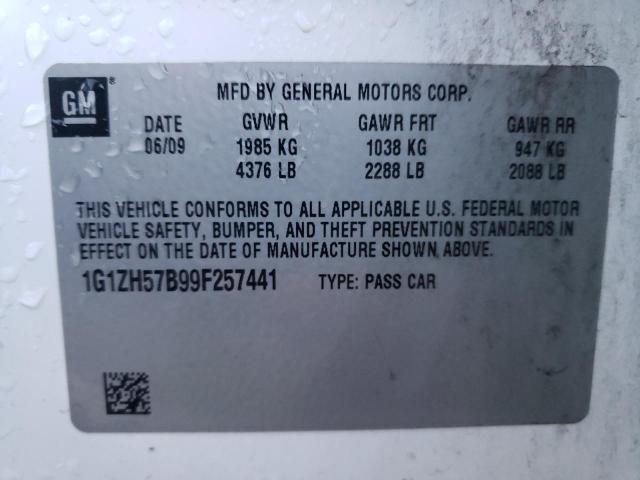 GM
MFD BY GENERAL MOTORS CORP.
DATE GVWR GAWR FRT GAWR RR
06/09 1985 KG 1038 KG 947 KG
4376 LB 2288 LB 2088 LB
THIS VEHICLE CONFORMS TO ALL APPLICABLE U.S. FEDERAL MOTOR
VEHICLE SAFETY, BUMPER, AND THEFT PREVENTION STANDARDS IN
EFFECT ON THE DATE OF MANUFACTURE SHOWN ABOVE.
1G1ZH57B99F257441 TYPE: PASS CAR